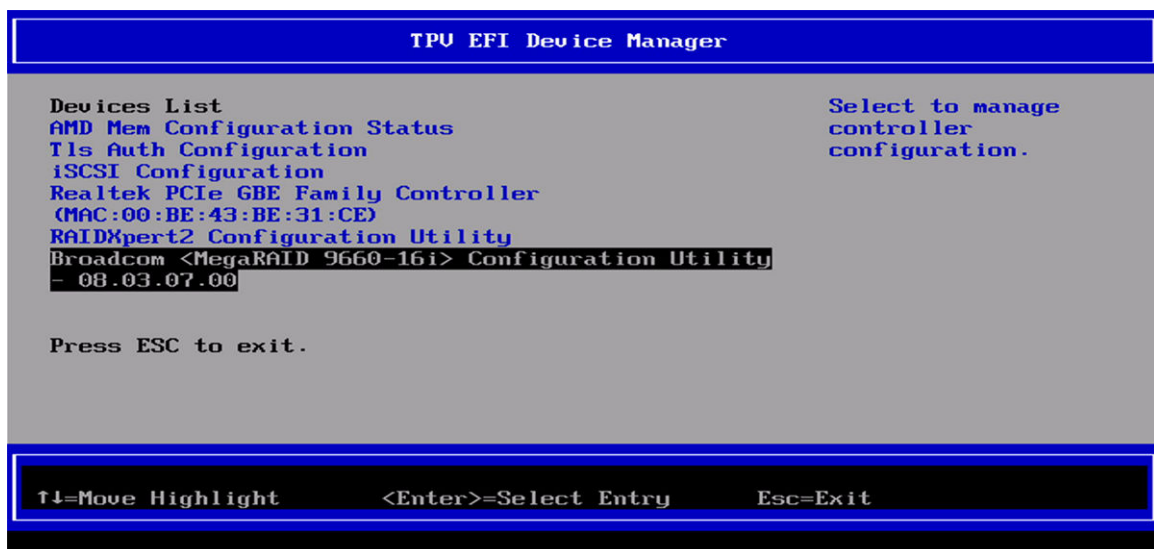 TPV EFI Device Manager
Devices List
AMD Mem Configuration Status
Tls Auth Configuration
iSCSI Configuration
Realtek PCIe GBE Family Controller
(MAC:00:BE:43:BE:31:CE)
RAIDXpert2 Configuration Utility
Broadcom <MegaRAID 9660-16i> Configuration Utility
- 08.03.07.00
Press ESC to exit.
Select to manage
controller
configuration.
↑↓=Move Highlight <Enter>=Select Entry Esc=Exit